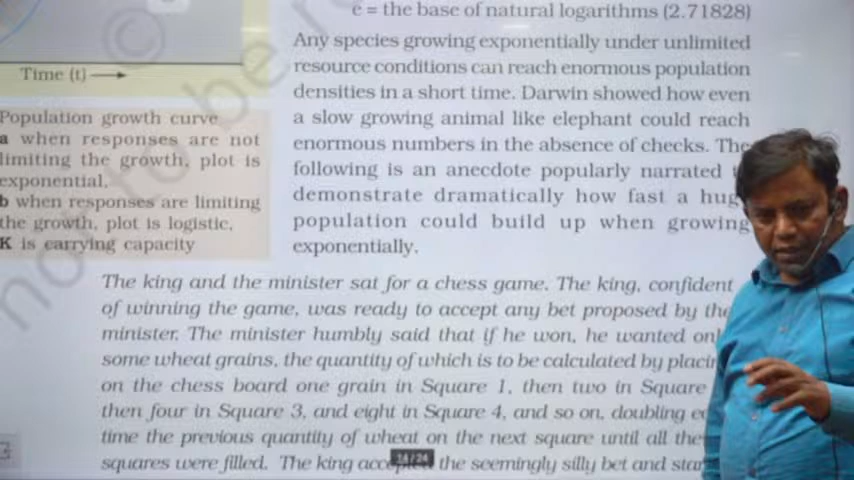 e = the base of natural logarithms (2.71828)
Any species growing exponentially under unlimited
resource conditions can reach enormous population
densities in a short time. Darwin showed how even
a slow growing animal like elephant could reach
enormous numbers in the absence of checks. The
following is an anecdote popularly narrated
demonstrate dramatically how fast a hug
population could build up when growing
exponentially.
Time (t)
Population growth curve
a when responses are not
limiting the growth, plot is
exponential,
b when responses are limiting
the growth, plot is logistic,
K is carrying capacity
The king and the minister sat for a chess game. The king, confident
of winning the game, was ready to accept any bet proposed by the
minister. The minister humbly said that if he won, he wanted onl
some wheat grains, the quantity of which is to be calculated by placin
on the chess board one grain in Square 1, then two in Square
then four in Square 3, and eight in Square 4, and so on, doubling
time the previous quantity of wheat on the next square until all the
squares were filled. The king the seemingly silly bet and star
14/24
© not to be re